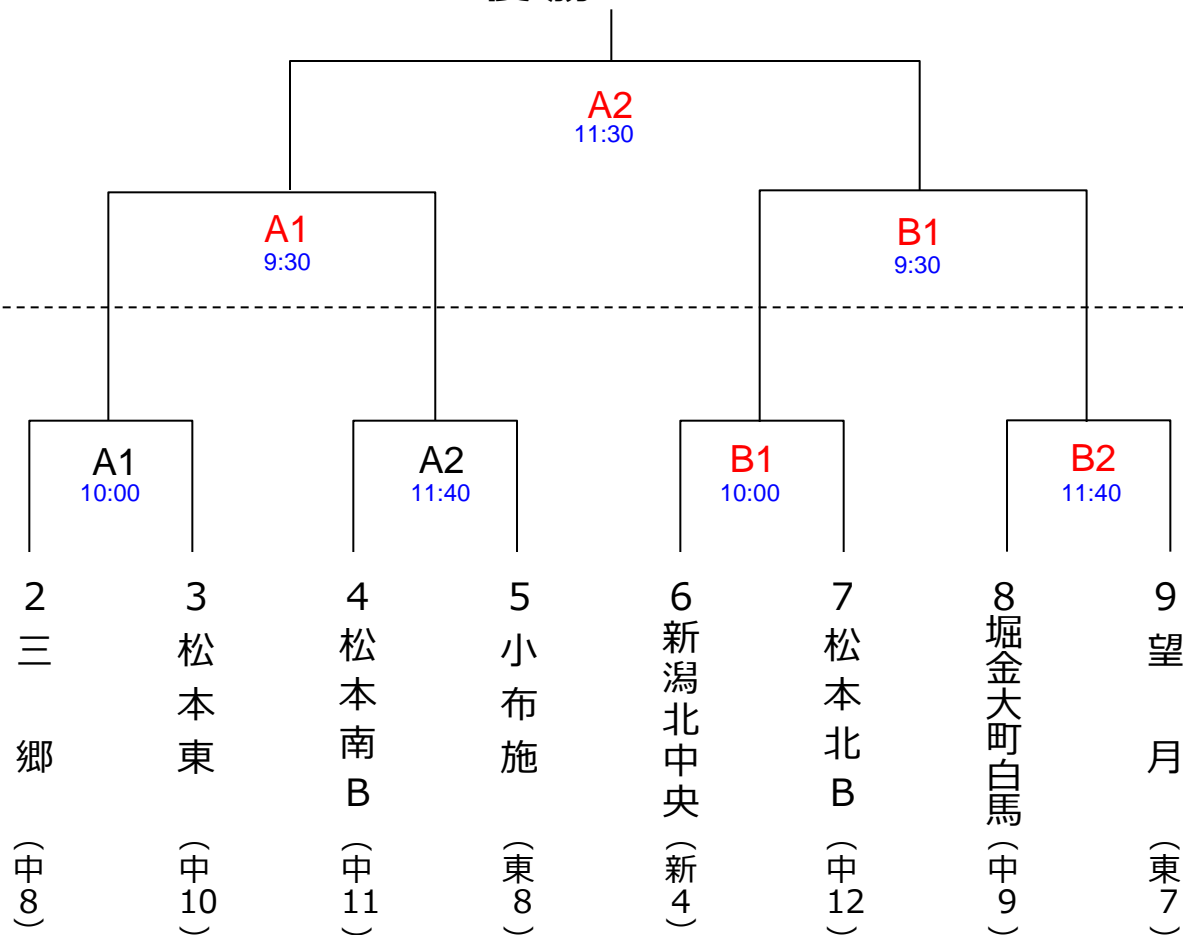 A2
11:30
A1
9:30
B1
9:30
A1
10:00
A2
11:40
B1
10:00
B2
11:40
2
三郷
(中8)
3
松本東
(中10)
4
松本南B
(中11)
5
小布施
(東8)
6
新潟北中央
(新4)
7
松本北B
(中12)
8
堀金大町白馬
(中9)
9
望月
(東7)